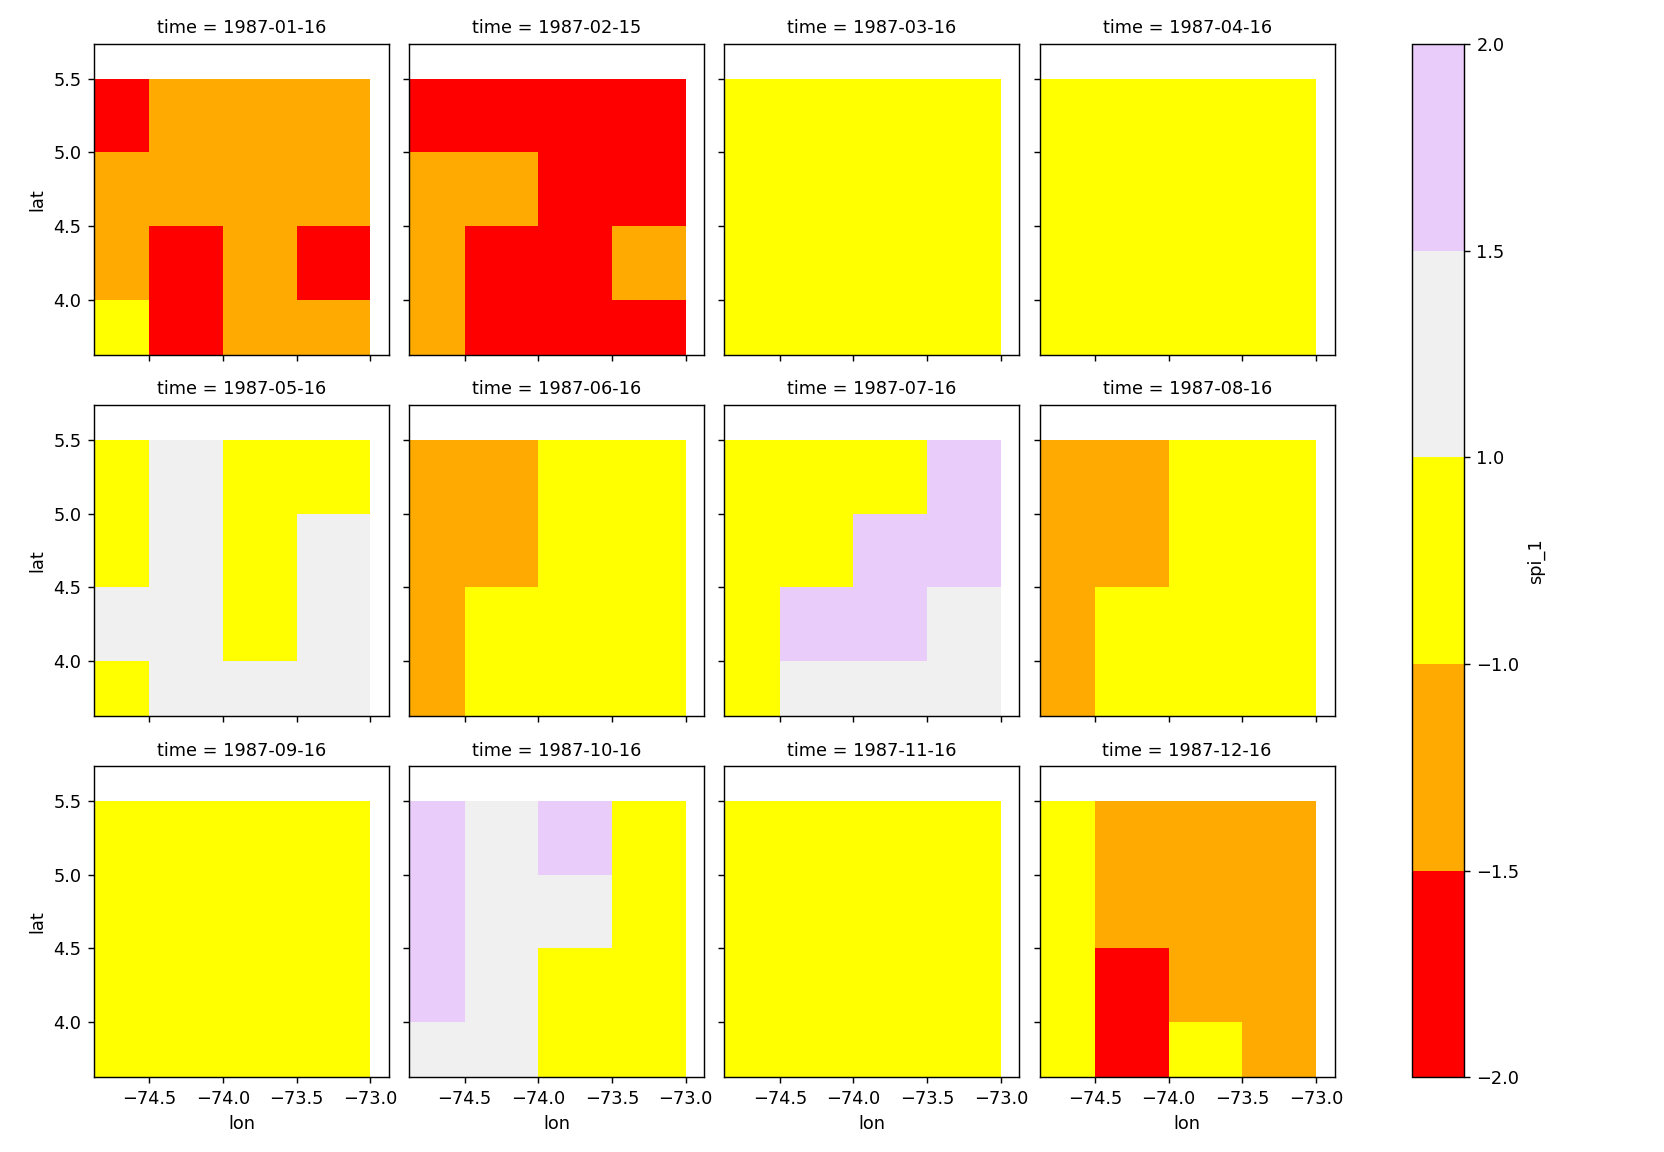 time = 1987-01-16
time = 1987-02-15
time = 1987-03-16
time = 1987-04-16
lat
5.5
5.0
4.5
4.0
time = 1987-05-16
time = 1987-06-16
time = 1987-07-16
time = 1987-08-16
lat
5.5
5.0
4.5
4.0
time = 1987-09-16
time = 1987-10-16
time = 1987-11-16
time = 1987-12-16
lat
5.5
5.0
4.5
4.0
−74.5 −74.0 −73.5 −73.0
−74.5 −74.0 −73.5 −73.0
−74.5 −74.0 −73.5 −73.0
−74.5 −74.0 −73.5 −73.0
lon
lon
lon
lon
2.0
1.5
1.0
−1.0
−1.5
−2.0
spi_1